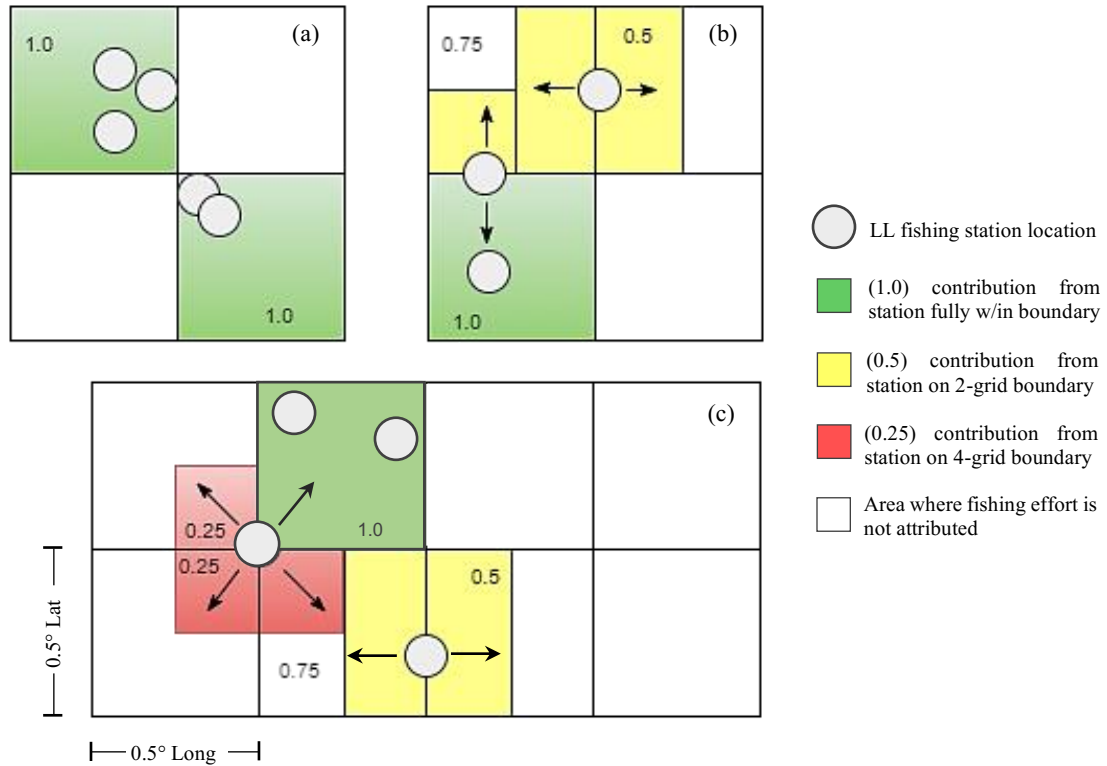 1.0
(a)
1.0
0.75
0.5
(b)
1.0
LL fishing station location
(1.0) contribution from
station fully w/in boundary
(0.5) contribution from
station on 2-grid boundary
(0.25) contribution from
station on 4-grid boundary
Area where fishing effort is
not attributed
(c)
0.25
1.0
0.25
0.5
0.75
0.5° Lat
0.5° Long